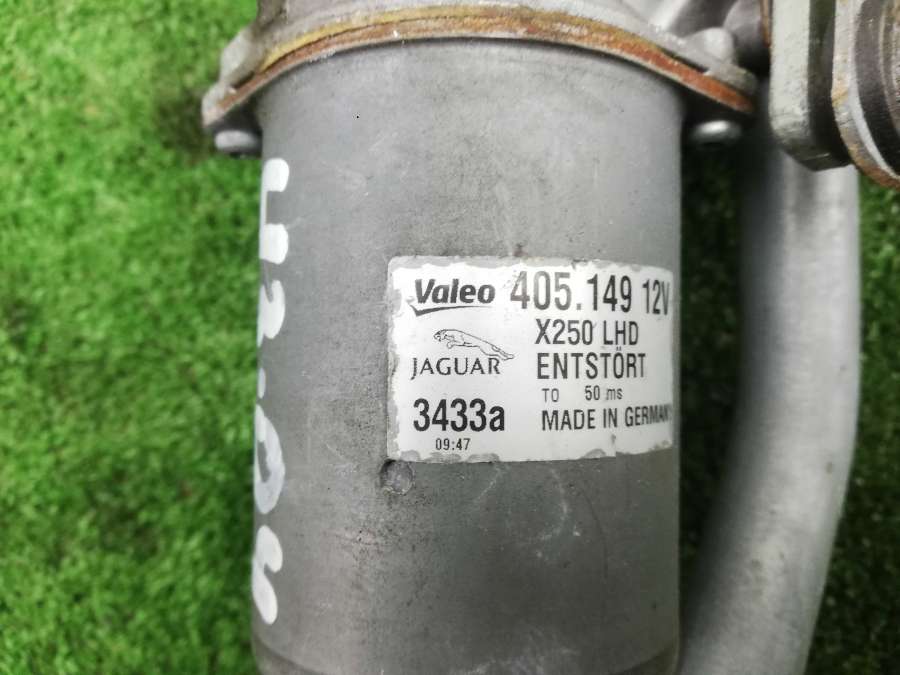 Valeo 405.149 12V
X250 LHD
JAGUAR ENTSTÖRT
TO 50 ms
3433a MADE IN GERMANY
09:47